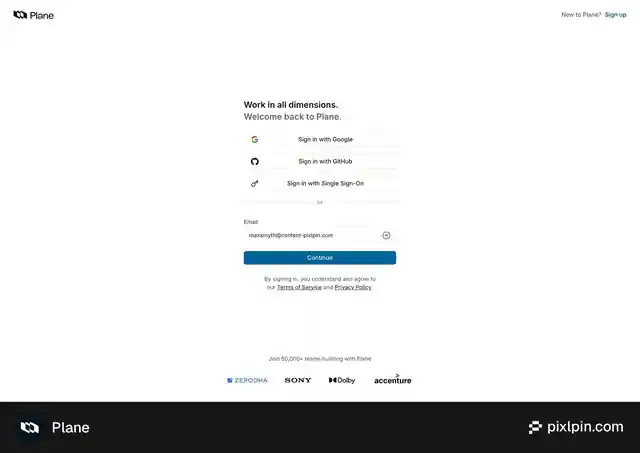 Plane
New to Plane? Sign up
Work in all dimensions.
Welcome back to Plane.
Sign in with Google
Sign in with GitHub
Sign in with Single Sign-On
or
Email
maxsmyth@content-pixlpin.com
Continue
By signing in, you understand and agree to
our Terms of Service and Privacy Policy
Join 50,000+ teams building with Plane
ZERODHA
SONY
Dolby
accenture
Plane
pixlpin.com